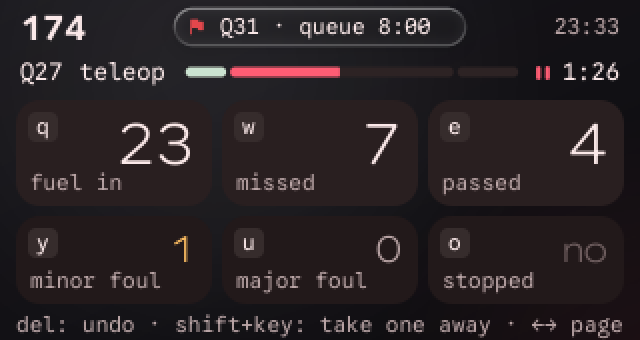 174 Q31 · queue 8:00 23:33
Q27 teleop 1:26
q 23 w 7 e 4
fuel in missed passed
y 1 u 0 o no
minor foul major foul stopped
del: undo · shift+key: take one away · ↔ page